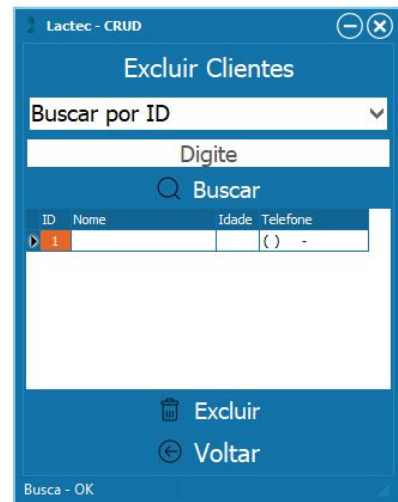 Lactec - CRUD
Excluir Clientes
Buscar por ID
Digite
Buscar
ID Nome Idade Telefone
1 ( ) -
Excluir
Voltar
Busca - OK